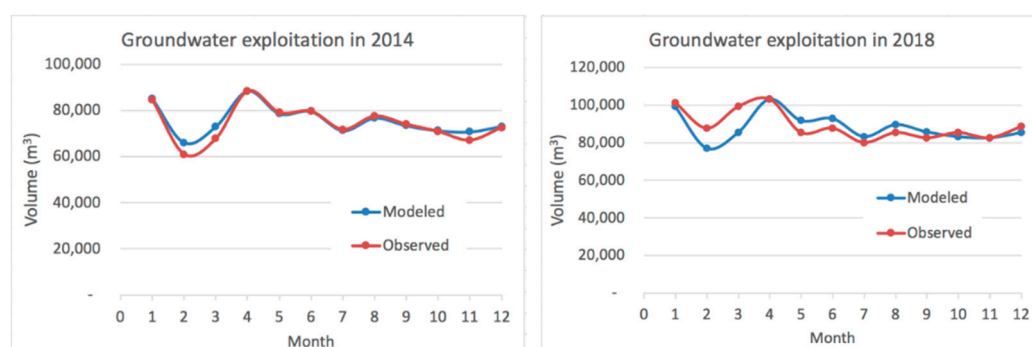 Groundwater exploitation in 2014
100,000
80,000
60,000
40,000
20,000
-
Volume (m³)
Modeled
Observed
0 1 2 3 4 5 6 7 8 9 10 11 12
Month
Groundwater exploitation in 2018
120,000
100,000
80,000
60,000
40,000
20,000
-
Volume (m³)
Modeled
Observed
0 1 2 3 4 5 6 7 8 9 10 11 12
Month